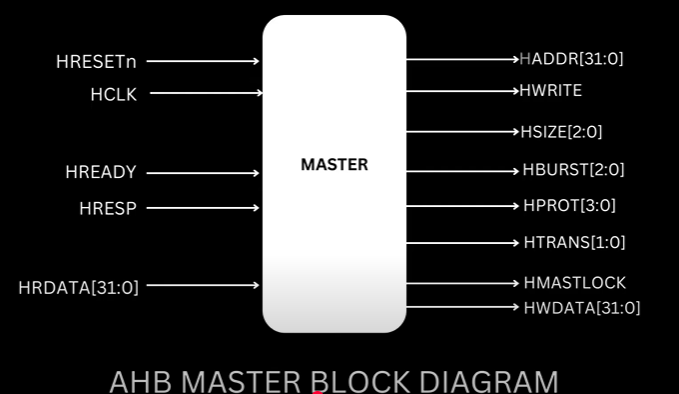 HRESETn
HCLK
HREADY
HRESP
HRDATA[31:0]
MASTER
HADDR[31:0]
HWRITE
HSIZE[2:0]
HBURST[2:0]
HPROT[3:0]
HTRANS[1:0]
HMASTLOCK
HWDATA[31:0]
AHB MASTER BLOCK DIAGRAM